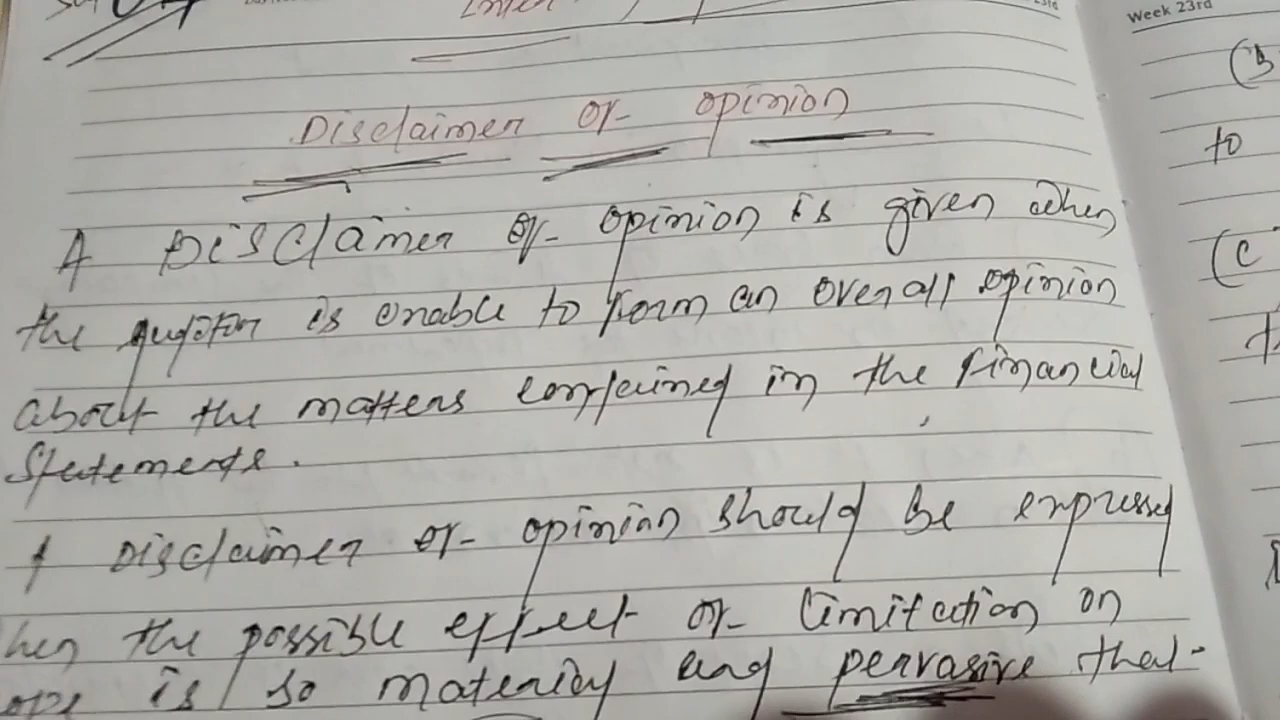 Week 23rd
Disclaimer of opinion
A Disclaimer of opinion is given when
the auditor is unable to form an overall opinion
about the matters contained in the financial
statements.
A Disclaimer of opinion should be expressed
hen the possible effect of limitation on
ope is so material and pervasive that
(B
to
(C